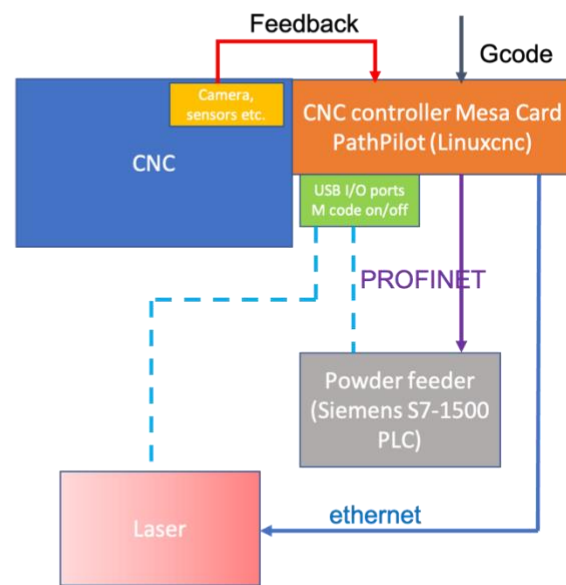 Feedback
Gcode
Camera,
sensors etc.
CNC controller Mesa Card
PathPilot (Linuxcnc)
CNC
USB I/O ports
M code on/off
PROFINET
Powder feeder
(Siemens S7-1500
PLC)
Laser
ethernet